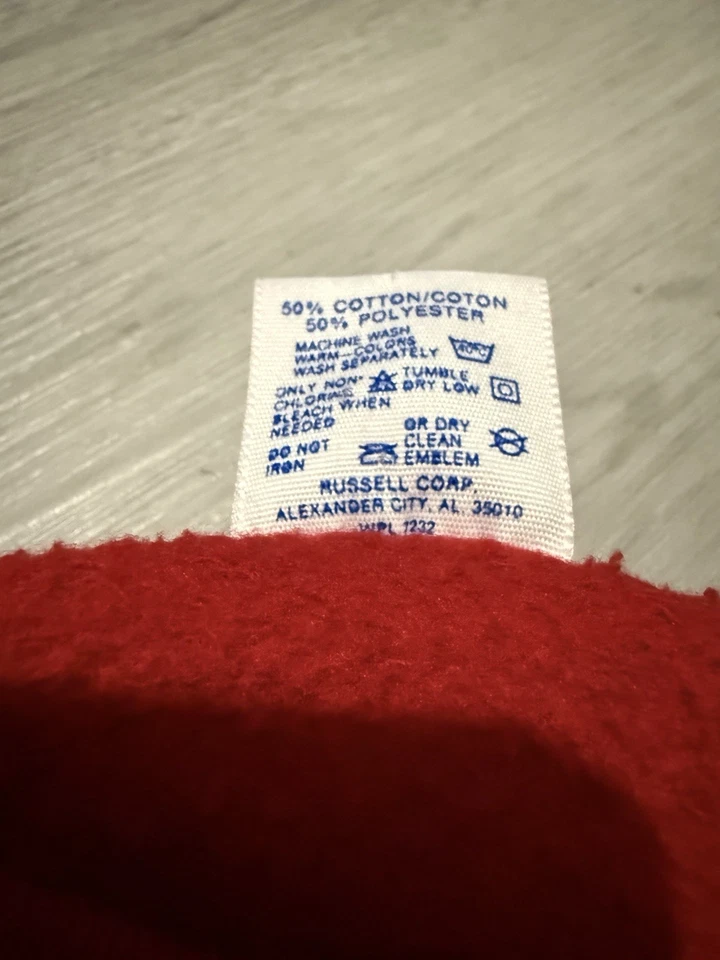 50% COTTON/COTON
50% POLYESTER
MACHINE WASH
WARM-COLORS
WASH SEPARATELY
40°C
ONLY NON-
CHLORINE
BLEACH WHEN
NEEDED
TUMBLE
DRY LOW
DO NOT
IRON
OR DRY
CLEAN
EMBLEM
RUSSELL CORP.
ALEXANDER CITY, AL 35010
WPL 1232